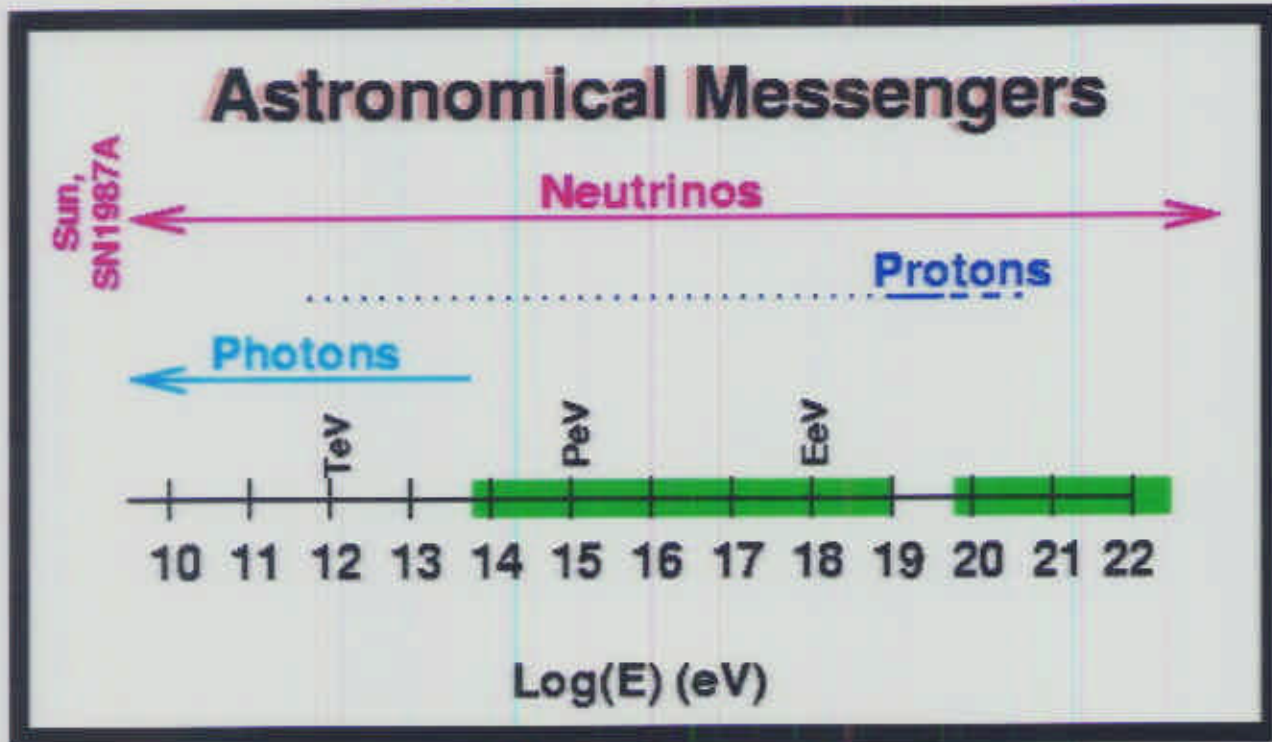 Astronomical Messengers
Sun,
SN1987A
Neutrinos
Protons
Photons
TeV
PeV
EeV
10 11 12 13 14 15 16 17 18 19 20 21 22
Log(E) (eV)